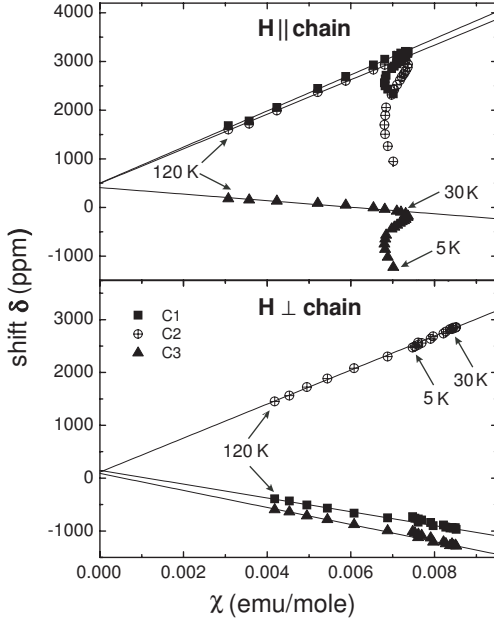 4000
3000
2000
1000
0
-1000
H || chain
120 K
30 K
5 K
shift δ (ppm)
3000
2000
1000
0
-1000
H ⊥ chain
C1
C2
C3
5 K
30 K
120 K
0.000
0.002
0.004
0.006
0.008
χ (emu/mole)